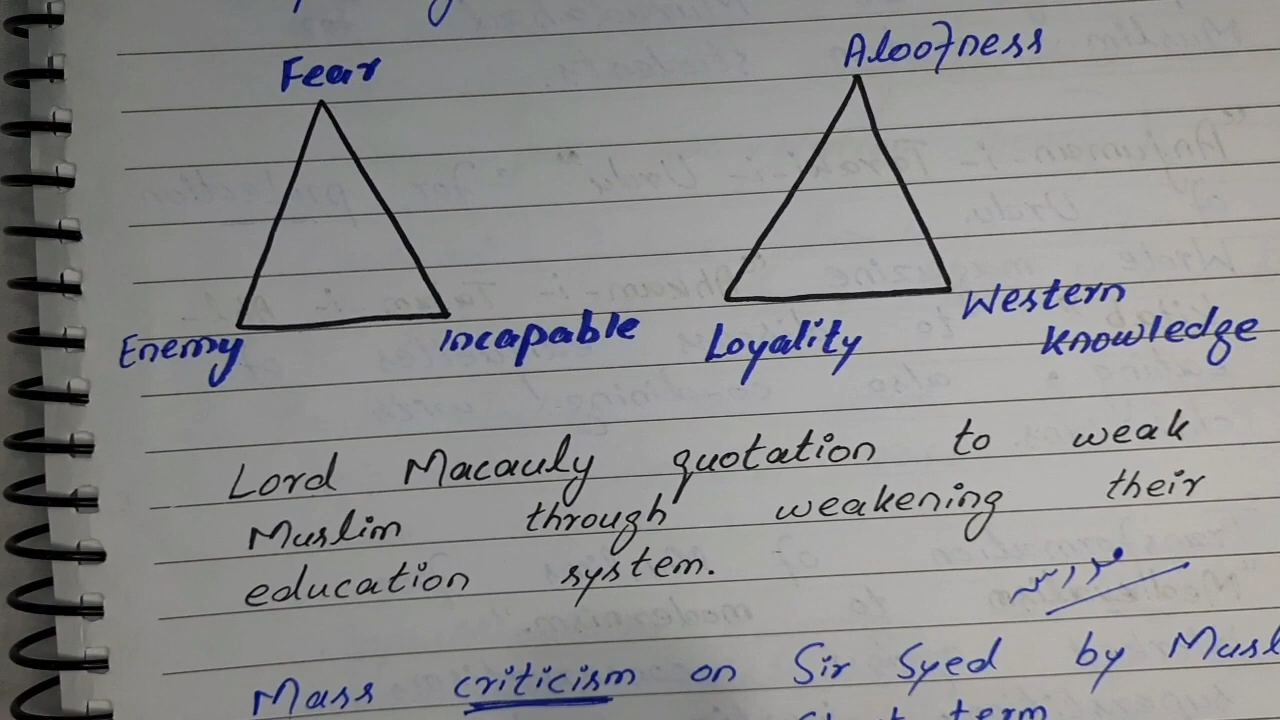 Fear
Aloofness
Enemy
Incapable
Loyality
Western
knowledge
Lord Macauly quotation to weak
Muslim through weakening their
education system.
Mass criticism on Sir Syed by Musl
term